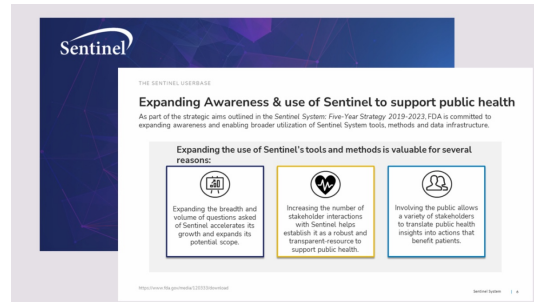 Sentinel
THE SENTINEL USERBASE
Expanding Awareness & use of Sentinel to support public health
As part of the strategic aims outlined in the Sentinel System: Five-Year Strategy 2019-2023, FDA is committed to
expanding awareness and enabling broader utilization of Sentinel System tools, methods and data infrastructure.
Expanding the use of Sentinel's tools and methods is valuable for several
reasons:
Expanding the breadth and
volume of questions asked
of Sentinel accelerates its
growth and expands its
potential scope.
Increasing the number of
stakeholder interactions
with Sentinel helps
establish it as a robust and
transparent-resource to
support public health.
Involving the public allows
a variety of stakeholders
to translate public health
insights into actions that
benefit patients.
Sentinel System